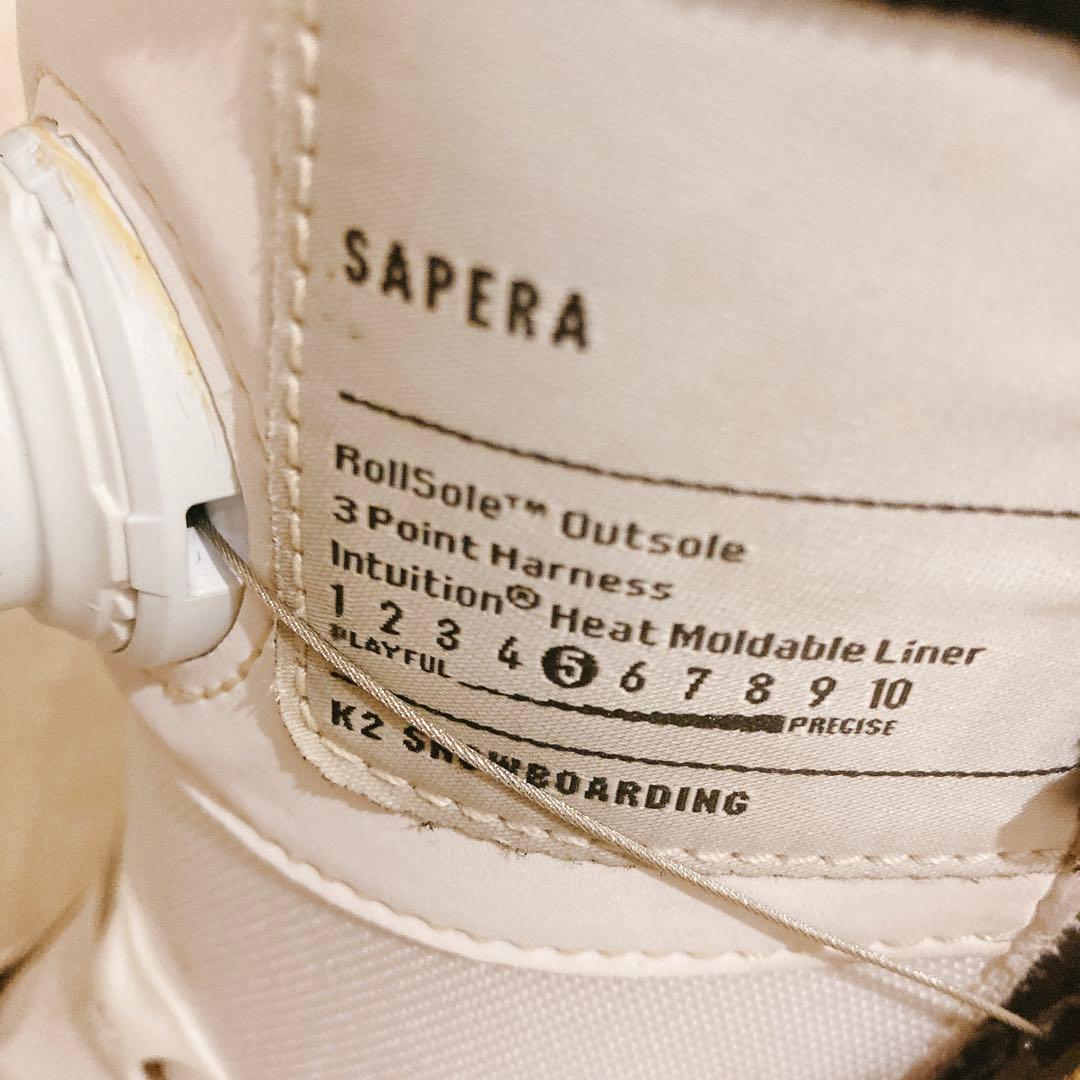 SAPERA
RollSole™ Outsole
3 Point Harness
Intuition® Heat Moldable Liner
1 2 3 4 5 6 7 8 9 10
PLAYFUL PRECISE
K2 SNOWBOARDING